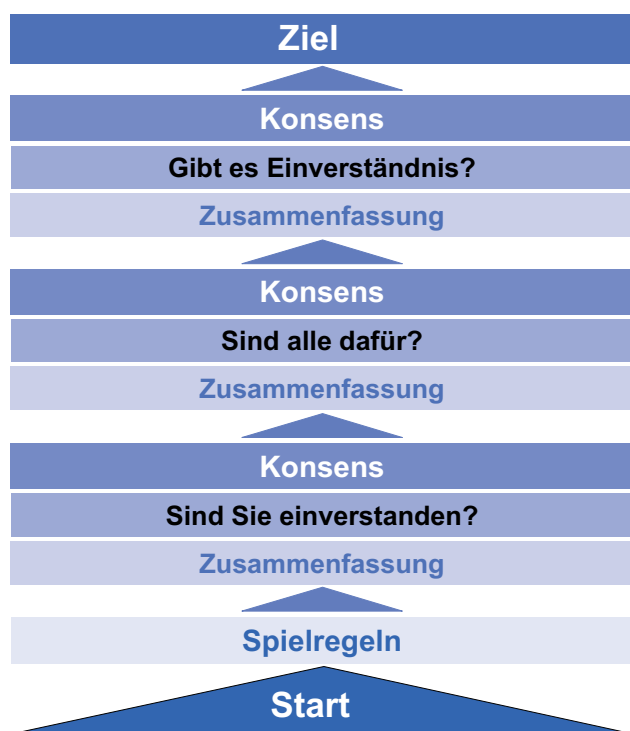 Ziel
Konsens
Gibt es Einverständnis?
Zusammenfassung
Konsens
Sind alle dafür?
Zusammenfassung
Konsens
Sind Sie einverstanden?
Zusammenfassung
Spielregeln
Start